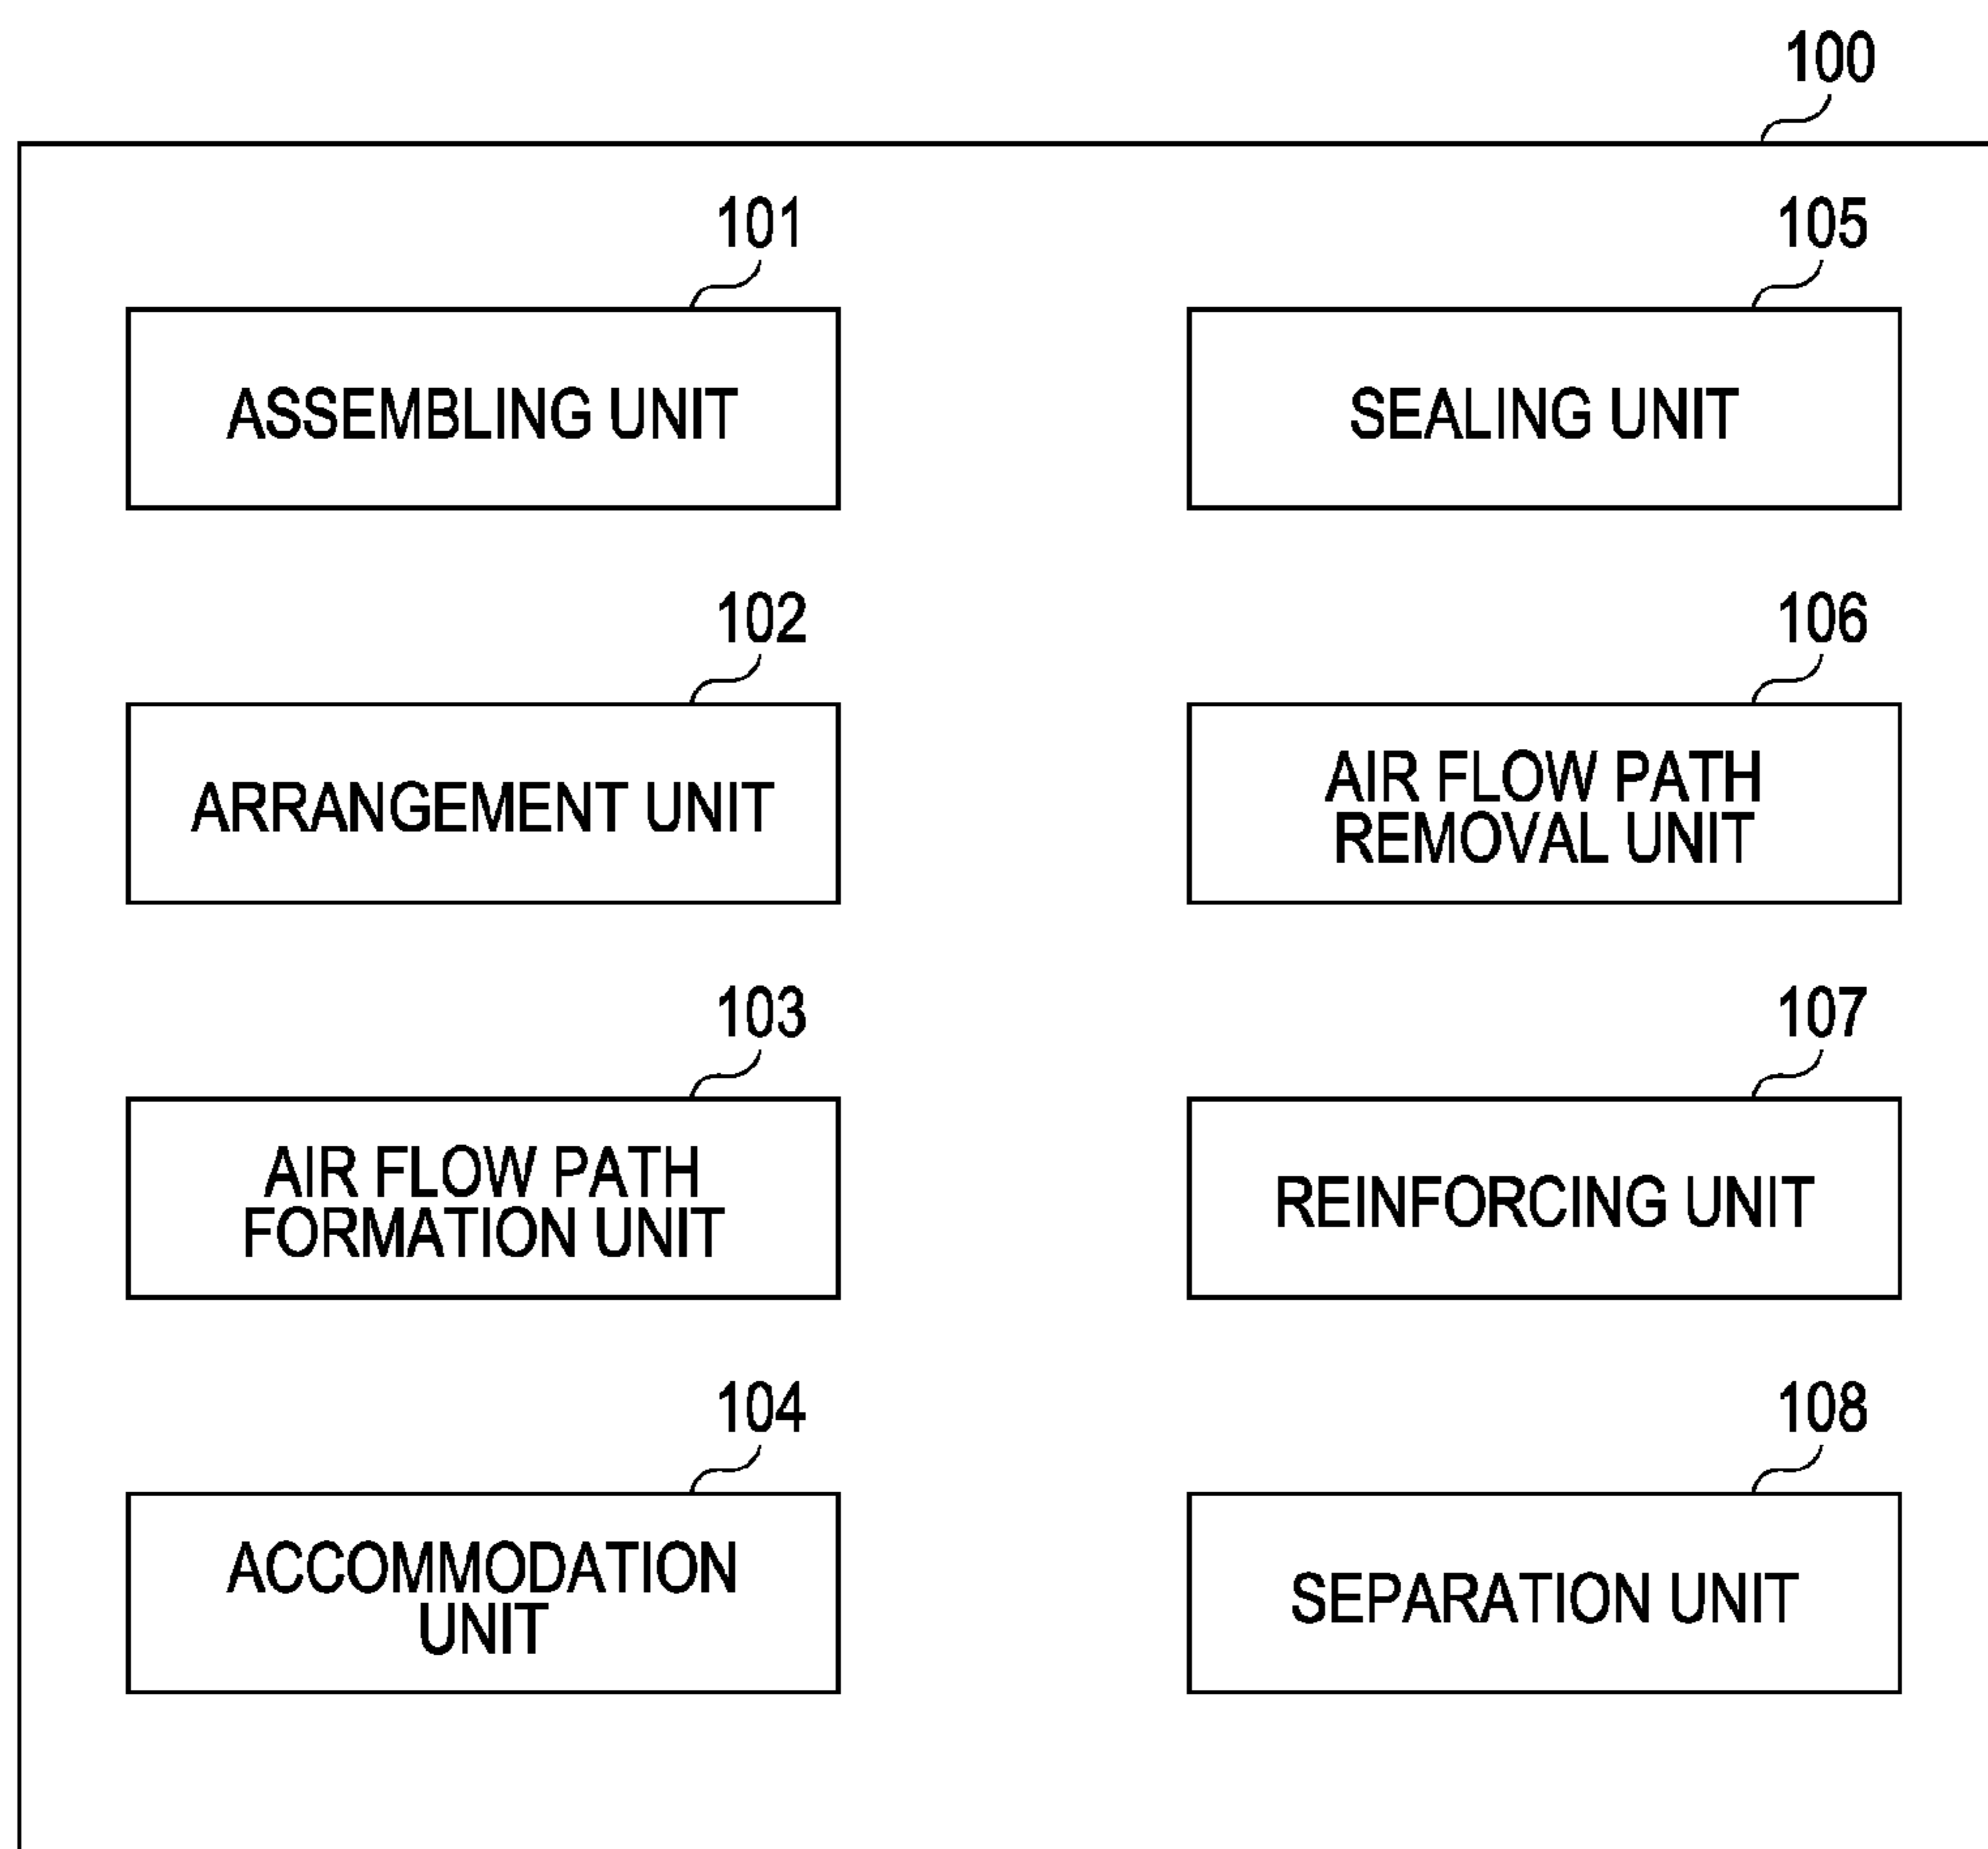 100
101
ASSEMBLING UNIT
102
ARRANGEMENT UNIT
103
AIR FLOW PATH
FORMATION UNIT
104
ACCOMMODATION
UNIT
105
SEALING UNIT
106
AIR FLOW PATH
REMOVAL UNIT
107
REINFORCING UNIT
108
SEPARATION UNIT